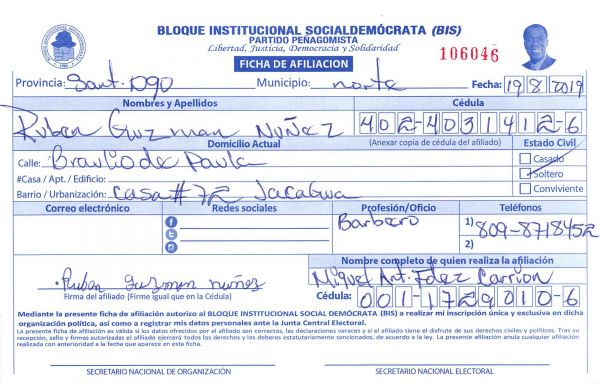 BLOQUE INSTITUCIONAL SOCIALDEMÓCRATA (BIS)
PARTIDO PEÑAGOMISTA
Libertad, Justicia, Democracia y Solidaridad
FICHA DE AFILIACION
106046
Provincia: Sant. DGO Municipio: norte Fecha: 19/8/2019
Nombres y Apellidos Cédula
Ruben Guzman Nuñez 402-4031412-6
Domicilio Actual (Anexar copia de cédula del afiliado) Estado Civil
Calle: Braulio de Paula Casado
#Casa / Apt. / Edificio: Soltero
Barrio / Urbanización: casa # 72 Jacagua Conviviente
Correo electrónico Redes sociales Profesión/Oficio Teléfonos
Barbero 1) 809-8718452
2)
Nombre completo de quien realiza la afiliación
Ruban guzman nuñez Miguel Ant. Fdez Carrion
Firma del afiliado (Firme igual que en la Cédula) Cédula: 001-1729010-6
Mediante la presente ficha de afiliación autorizo al BLOQUE INSTITUCIONAL SOCIAL DEMÓCRATA (BIS) a realizar mi inscripción única y exclusiva en dicha
organización política, así como a registrar mis datos personales ante la Junta Central Electoral.
La presente ficha de afiliación es válida si los datos ofrecidos por el afiliado son correctos, las declaraciones veraces y si el afiliado tiene el disfrute de sus derechos civiles y políticos. Tras su
recepción, sello y firmas autorizadas el afiliado ejercerá todos los derechos y los deberes estatutariamente sancionados, de acuerdo a la ley. La presente afiliación anula cualquier afiliación
realizada con anterioridad a la fecha que aparece en esta ficha.
SECRETARIO NACIONAL DE ORGANIZACIÓN SECRETARIO NACIONAL ELECTORAL